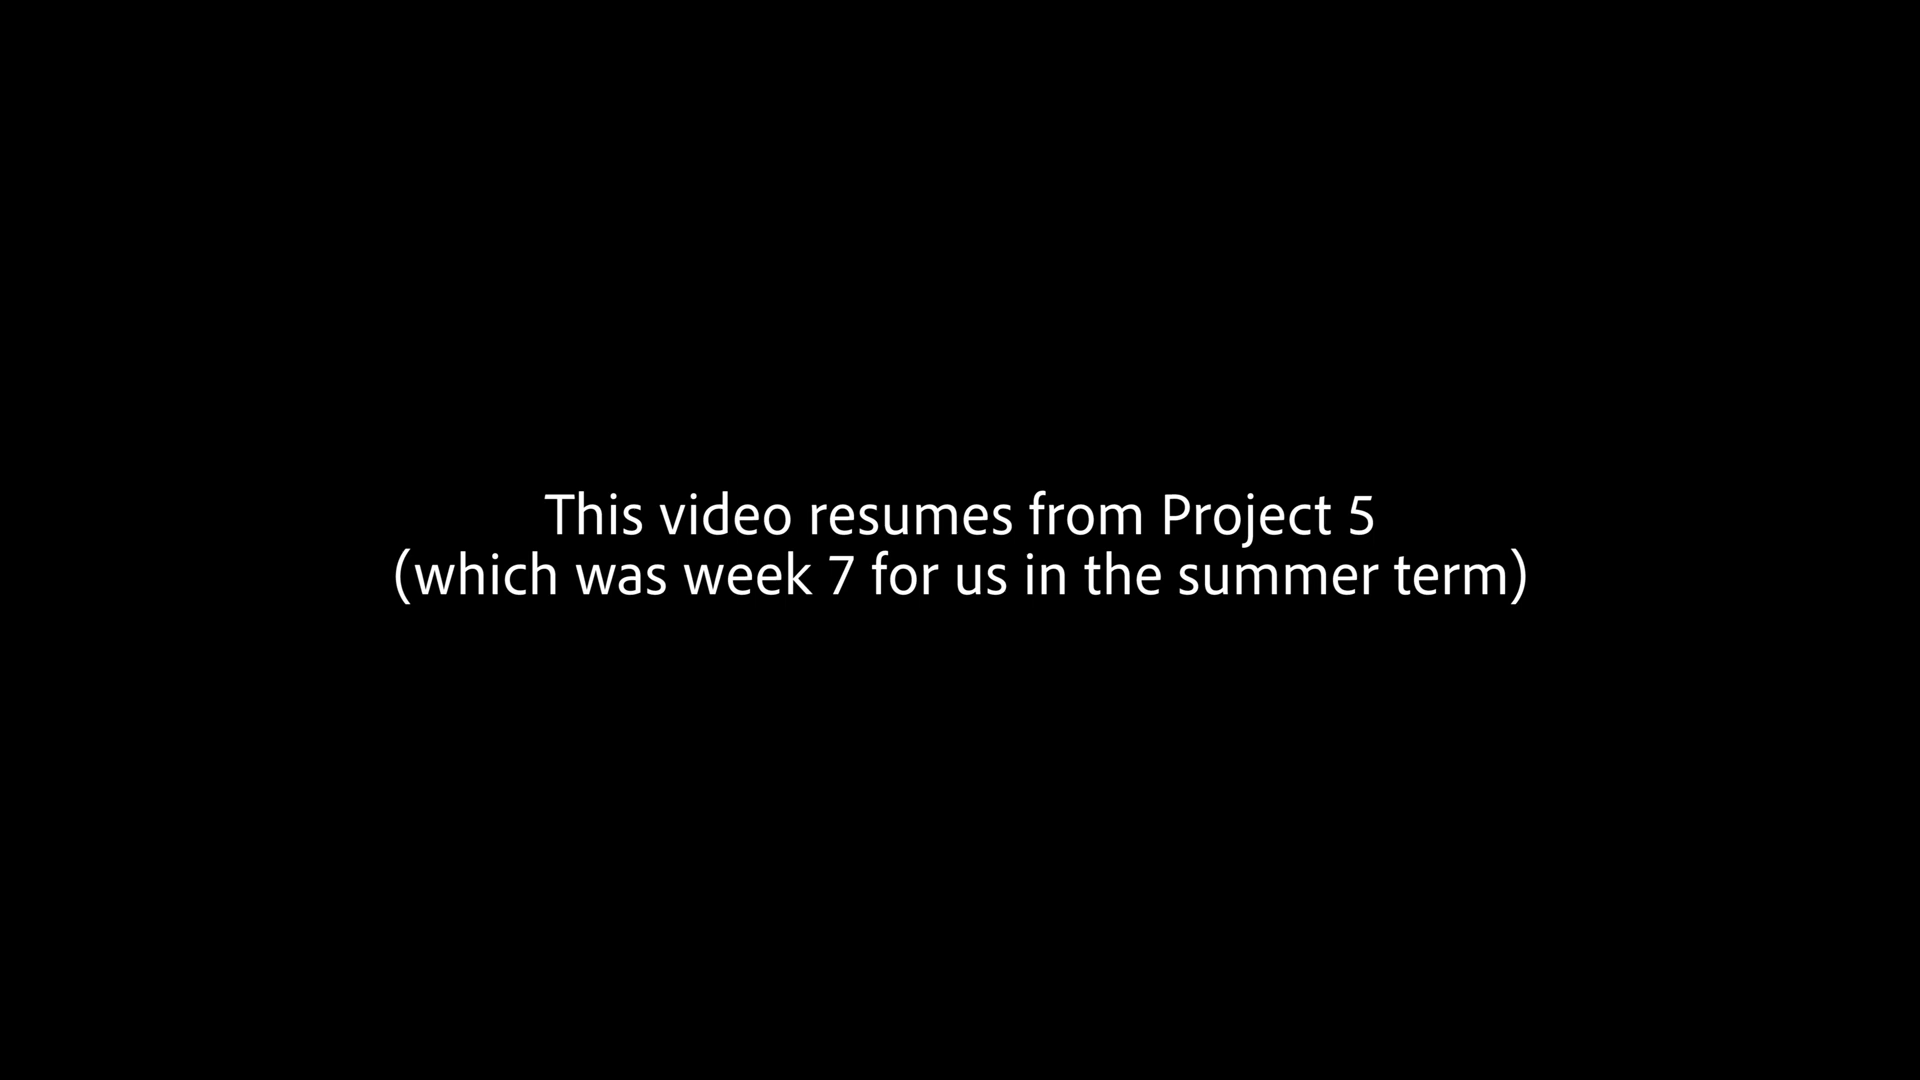 This video resumes from Project 5
(which was week 7 for us in the summer term)